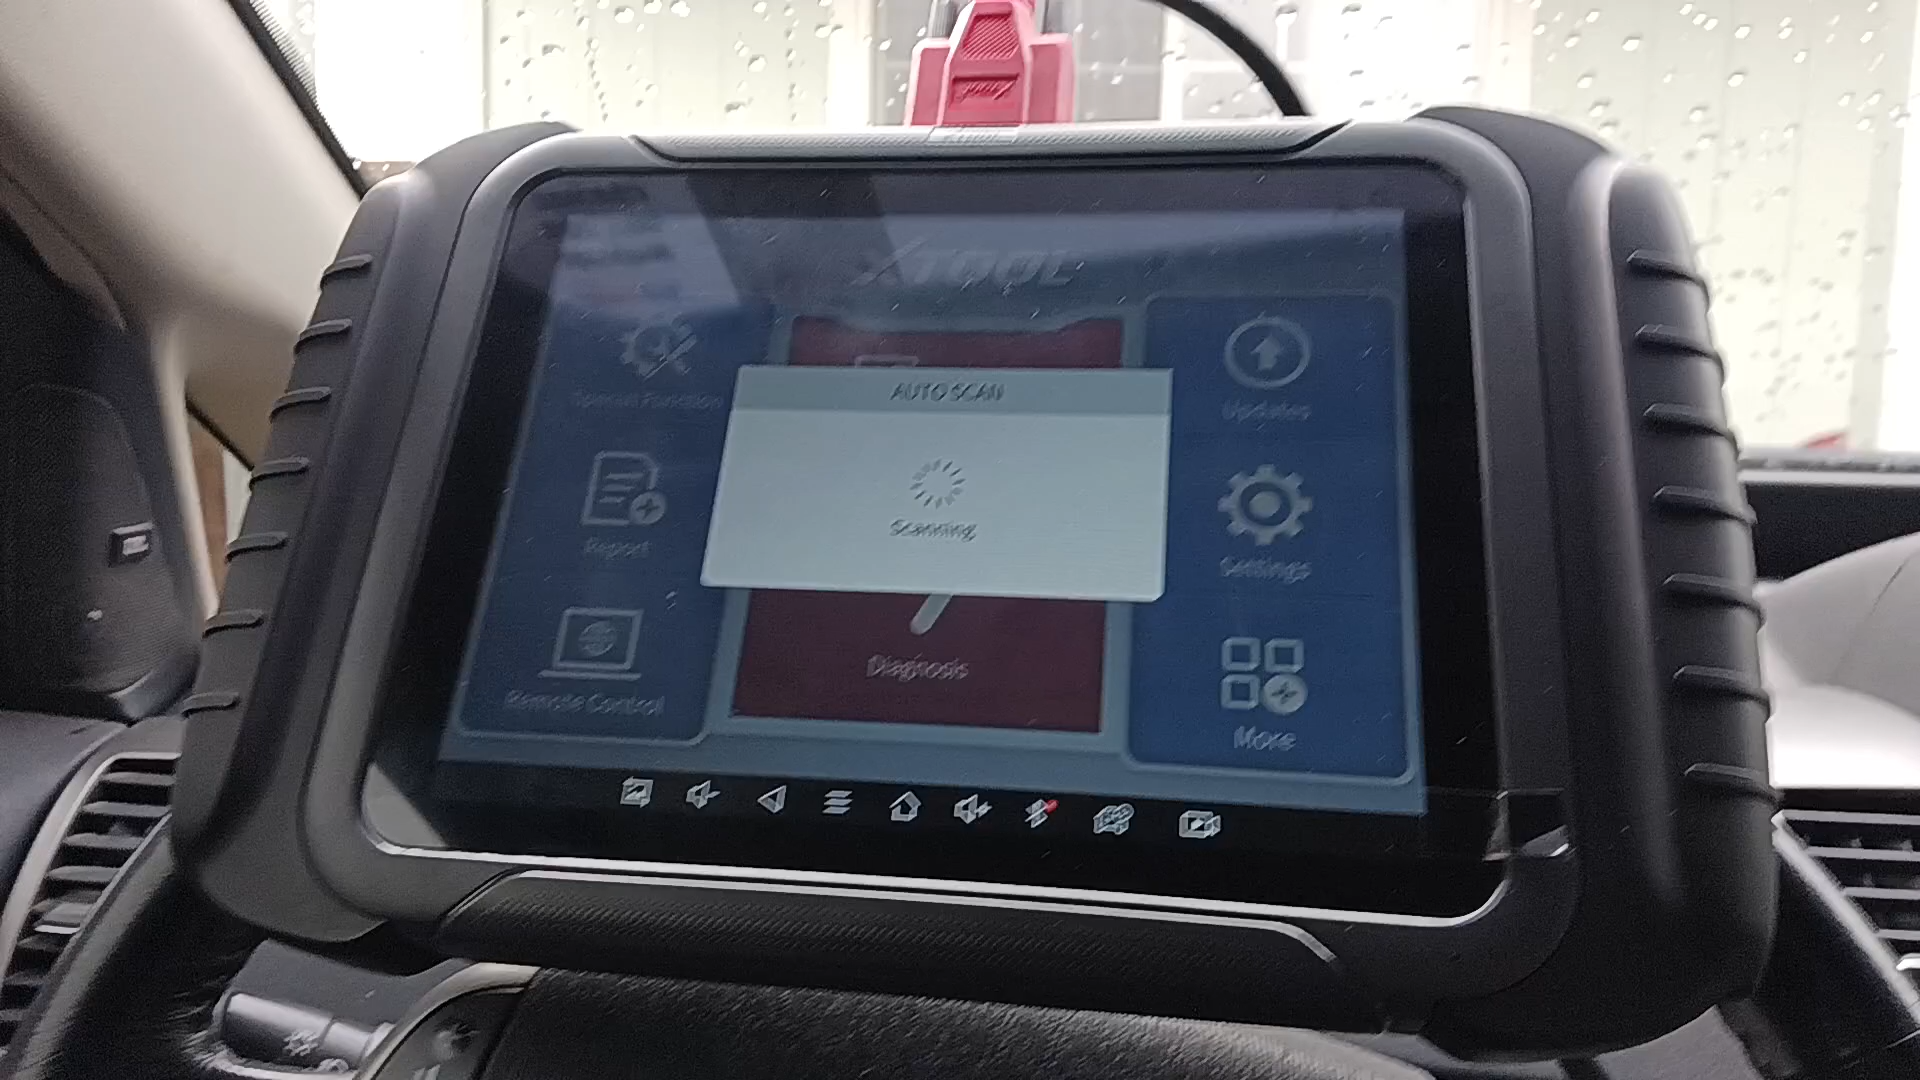 XTOOL
AUTO SCAN
Scanning
Special Function
Updates
Report
Settings
Remote Control
Diagnosis
More